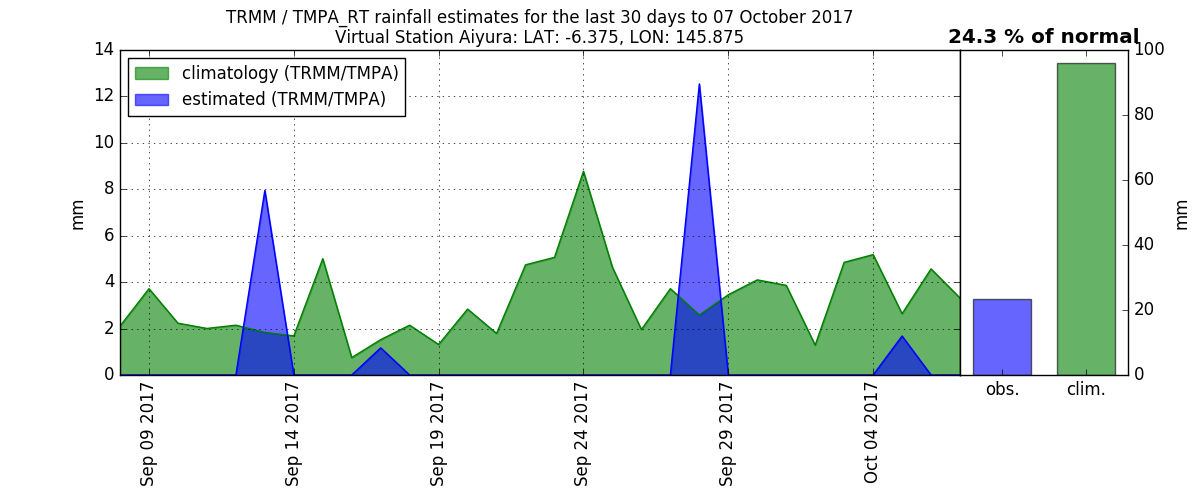 TRMM / TMPA_RT rainfall estimates for the last 30 days to 07 October 2017
Virtual Station Aiyura: LAT: -6.375, LON: 145.875
24.3 % of normal
climatology (TRMM/TMPA)
estimated (TRMM/TMPA)
mm
14
12
10
8
6
4
2
0
Sep 09 2017
Sep 14 2017
Sep 19 2017
Sep 24 2017
Sep 29 2017
Oct 04 2017
100
80
60
40
20
0
mm
obs.
clim.